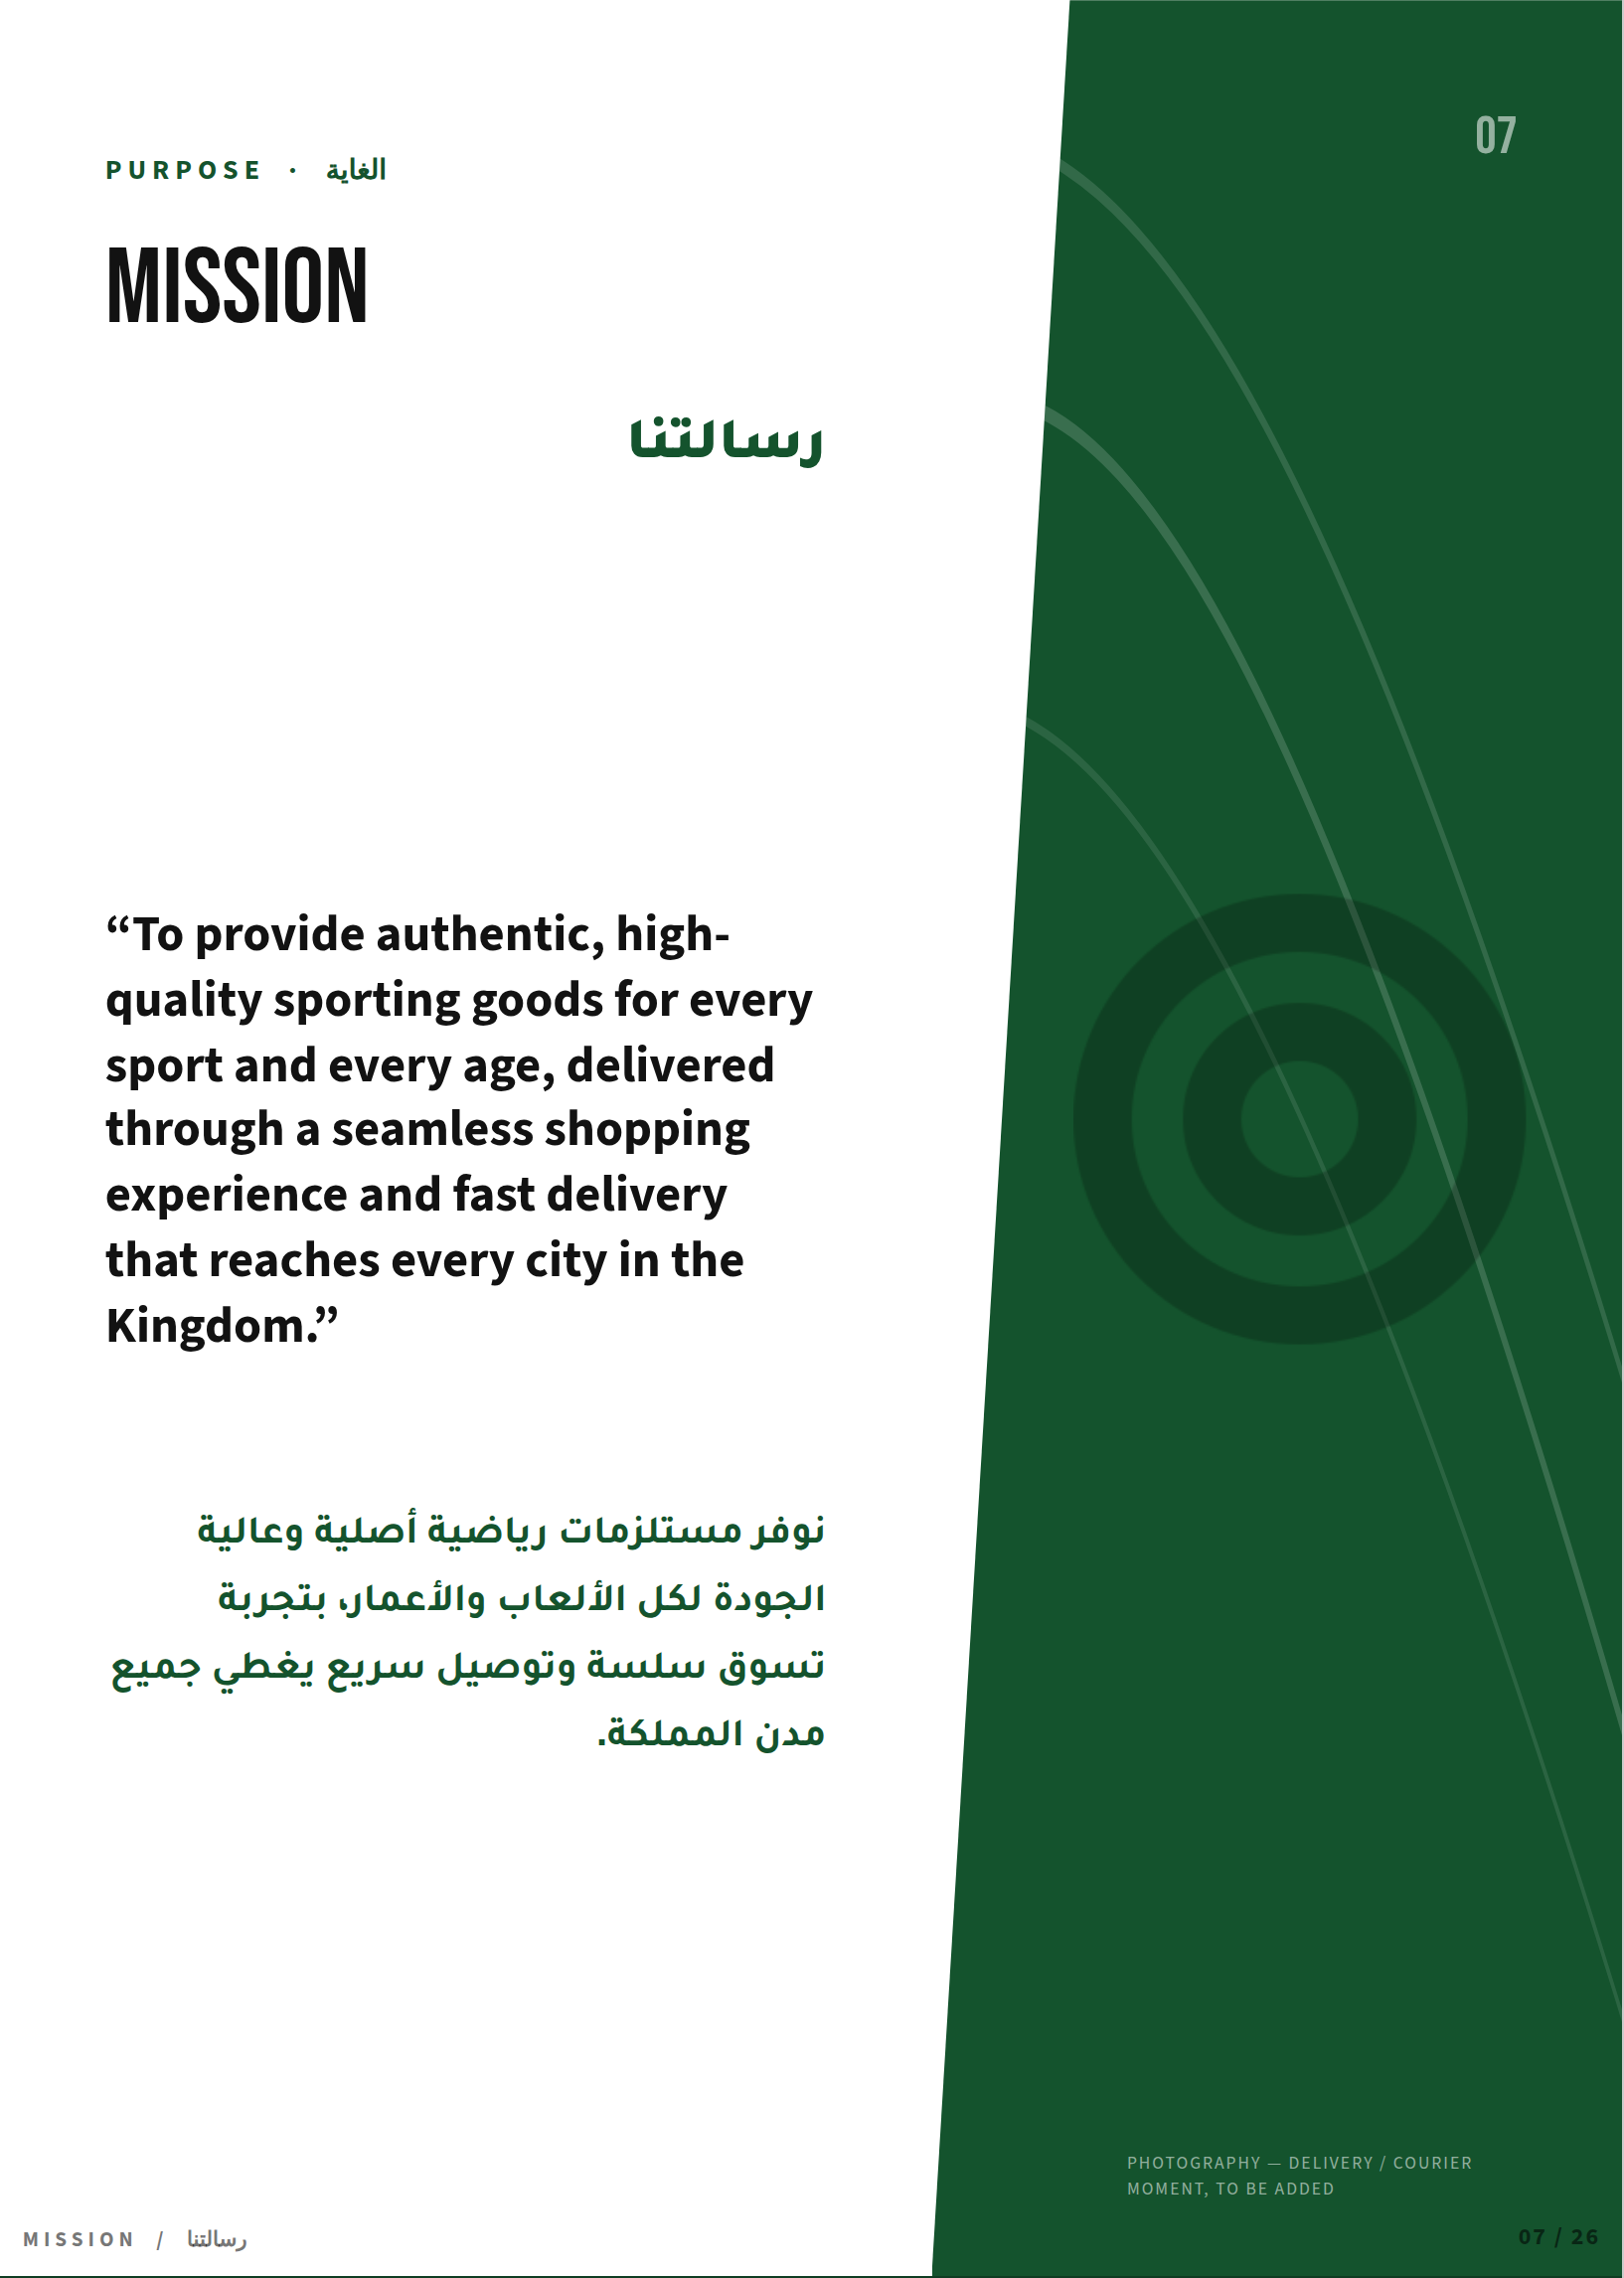 07
PURPOSE · الغاية
MISSION
رسالتنا
“To provide authentic, high-
quality sporting goods for every
sport and every age, delivered
through a seamless shopping
experience and fast delivery
that reaches every city in the
Kingdom.”
نوفر مستلزمات رياضية أصلية وعالية
الجودة لكل الألعاب والأعمار، بتجربة
تسوق سلسة وتوصيل سريع يغطي جميع
مدن المملكة.
PHOTOGRAPHY — DELIVERY / COURIER
MOMENT, TO BE ADDED
MISSION / رسالتنا
07 / 26